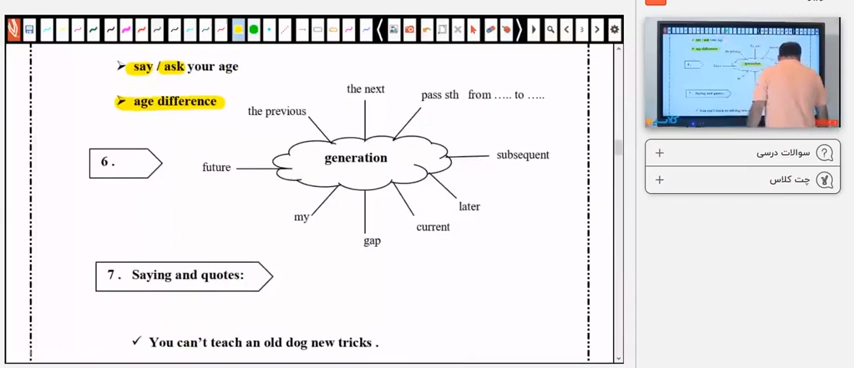 say / ask your age
age difference
the next
pass sth from ..... to .....
the previous
6 .
generation
subsequent
future
later
my
current
gap
7 . Saying and quotes:
You can't teach an old dog new tricks .
3
سوالات درسی
چت کلاس